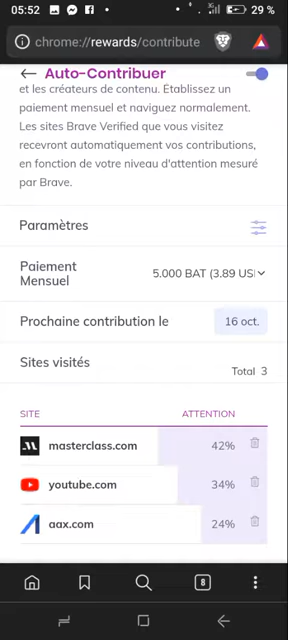 05:52
29 %
chrome://rewards/contribute
Auto-Contribuer
et les créateurs de contenu. Établissez un
paiement mensuel et naviguez normalement.
Les sites Brave Verified que vous visitez
recevront automatiquement vos contributions,
en fonction de votre niveau d'attention mesuré
par Brave.
Paramètres
Paiement
Mensuel
5.000 BAT (3.89 US
Prochaine contribution le
16 oct.
Sites visités
Total 3
SITE
ATTENTION
masterclass.com
42%
youtube.com
34%
aax.com
24%
8